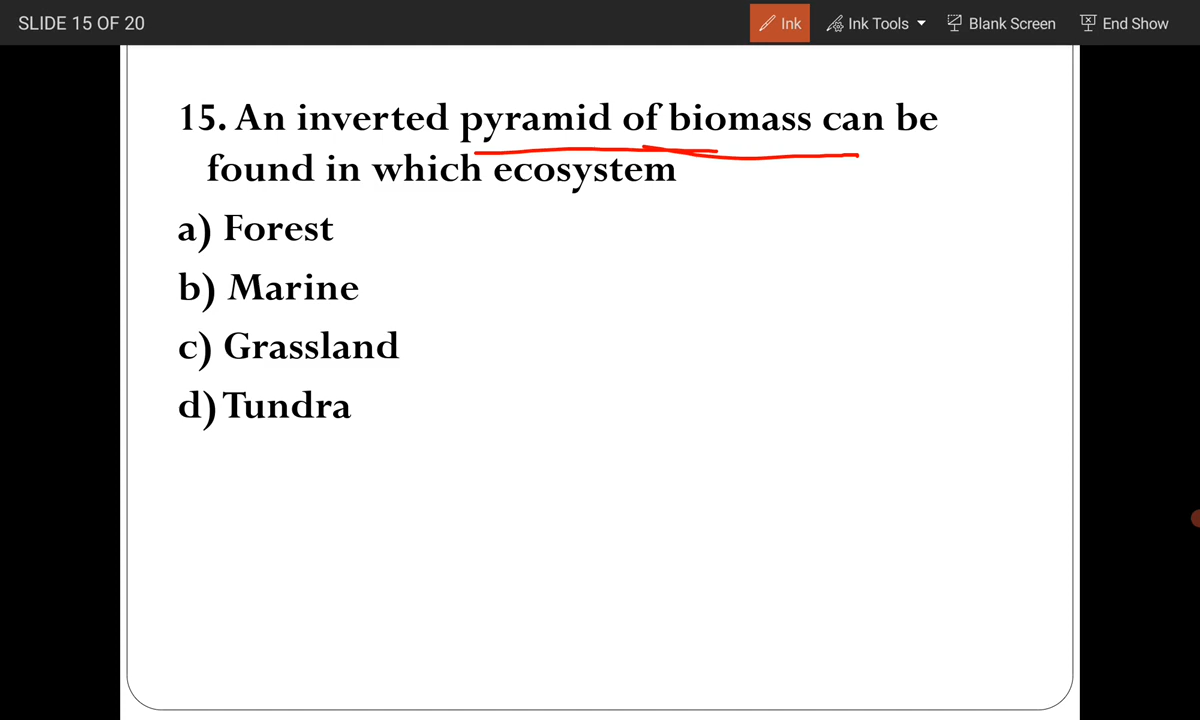 SLIDE 15 OF 20
Ink
Ink Tools
Blank Screen
End Show
15. An inverted pyramid of biomass can be
found in which ecosystem
a) Forest
b) Marine
c) Grassland
d) Tundra